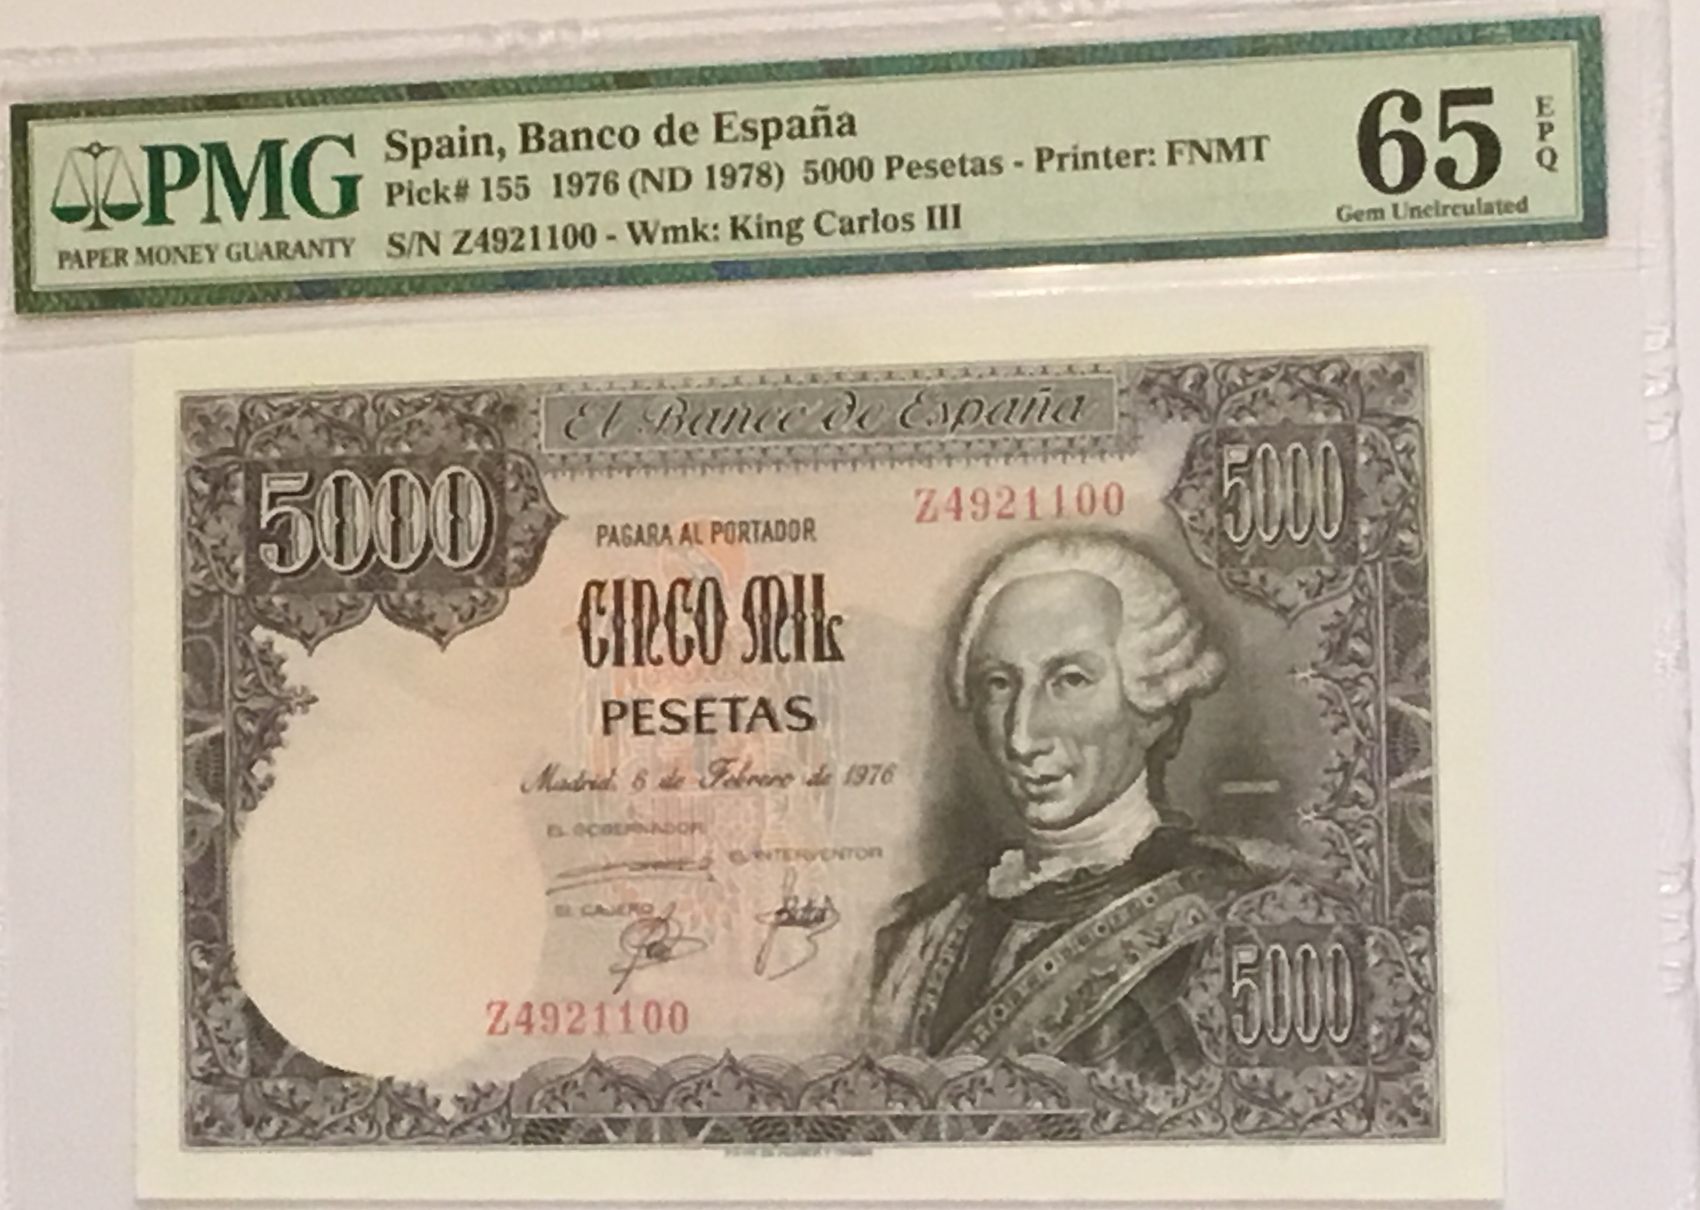 PMG
PAPER MONEY GUARANTY
Spain, Banco de España
Pick# 155 1976 (ND 1978) 5000 Pesetas - Printer: FNMT
S/N Z4921100 - Wmk: King Carlos III
65
EPQ
Gem Uncirculated
El Banco de España
5000
5000
Z4921100
PAGARA AL PORTADOR
CINCO MIL
PESETAS
Madrid, 6 de Febrero de 1976
EL GOBERNADOR
EL INTERVENTOR
EL CAJERO
5000
Z4921100